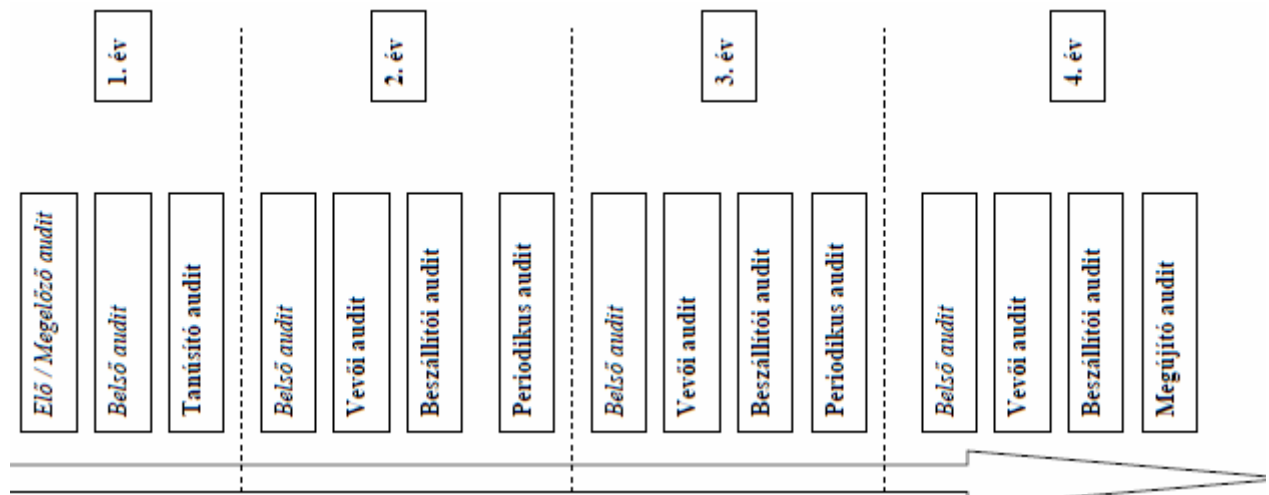 1. év
Elő / Megelőző audit
Belső audit
Tanúsító audit
2. év
Belső audit
Vevői audit
Beszállítói audit
Periodikus audit
3. év
Belső audit
Vevői audit
Beszállítói audit
Periodikus audit
4. év
Belső audit
Vevői audit
Beszállítói audit
Megújító audit